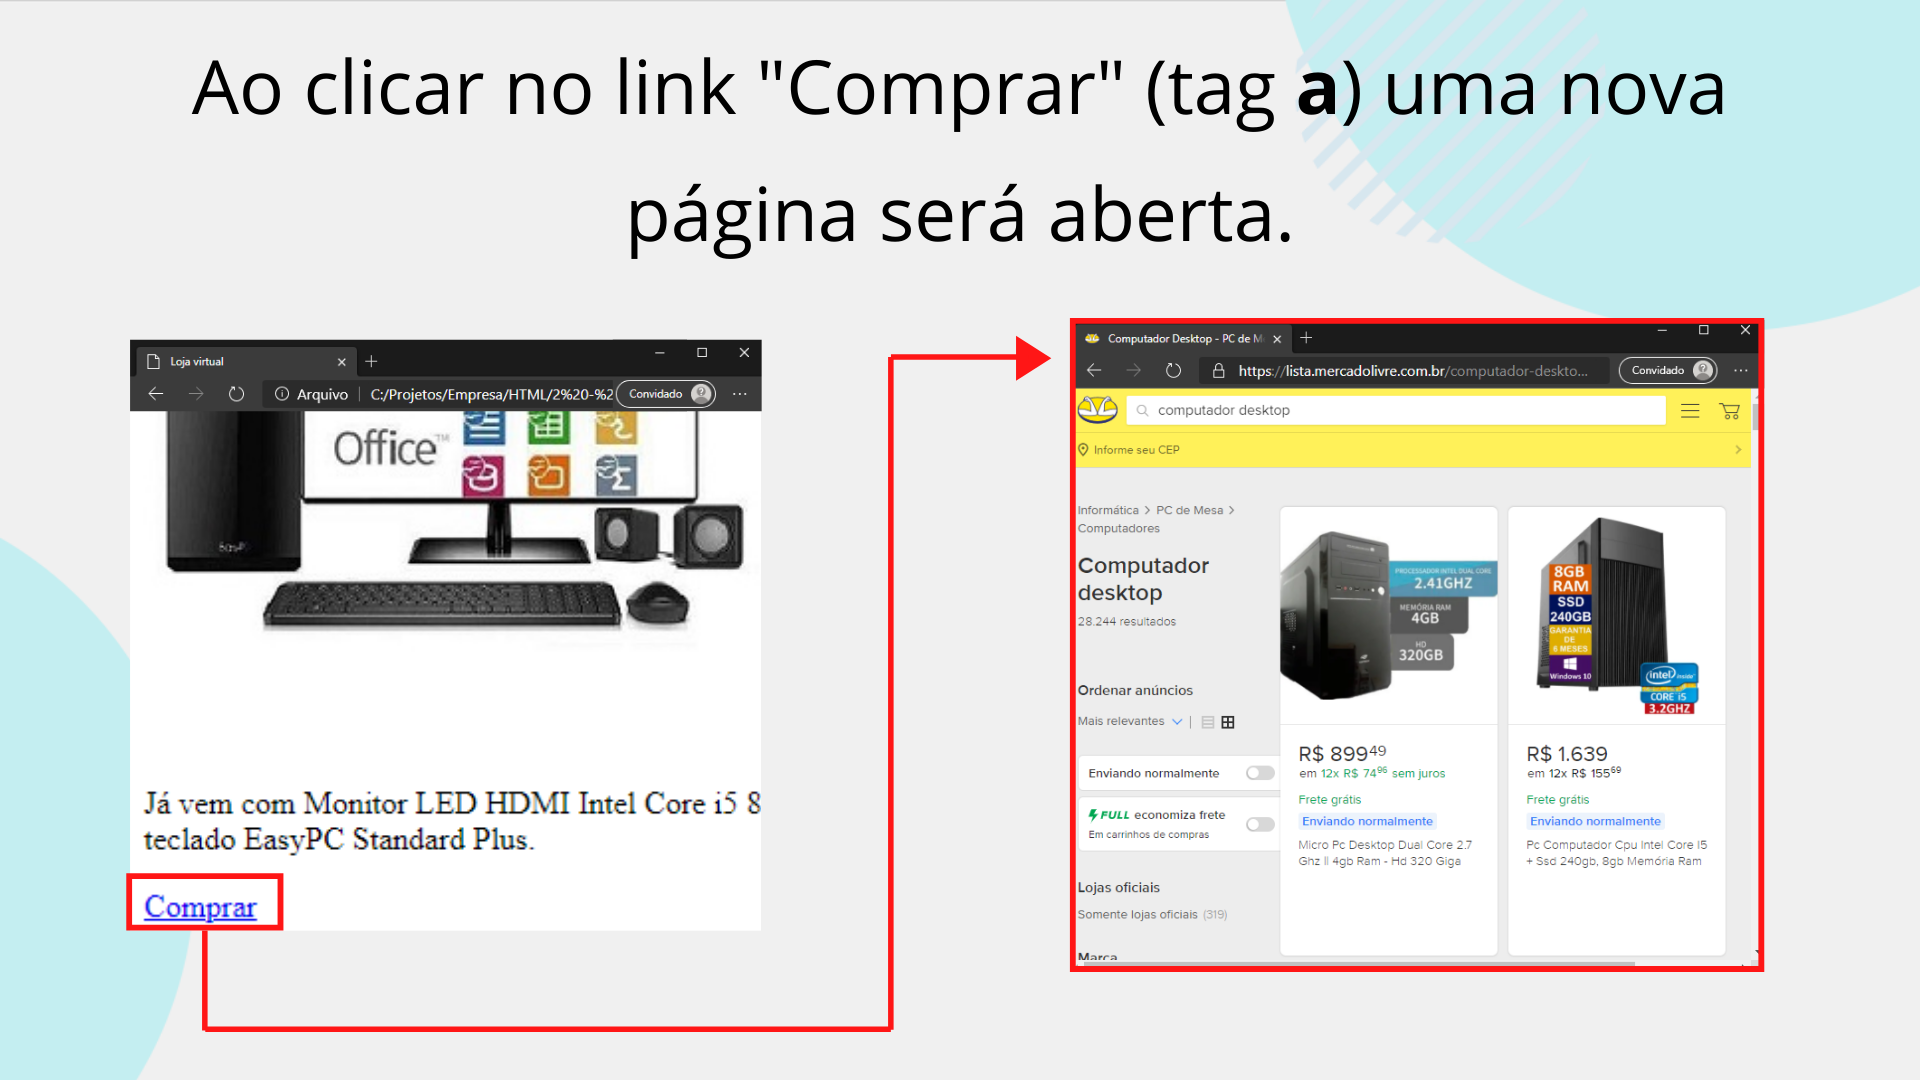 Ao clicar no link "Comprar" (tag a) uma nova
página será aberta.
Loja virtual
Arquivo
C:/Projetos/Empresa/HTML/2%20-%2
Convidado
Office™
Já vem com Monitor LED HDMI Intel Core i5 8
teclado EasyPC Standard Plus.
Comprar
Computador Desktop - PC de M
https://lista.mercadolivre.com.br/computador-deskto...
Convidado
computador desktop
Informe seu CEP
Informática > PC de Mesa >
Computadores
Computador
desktop
28.244 resultados
Ordenar anúncios
Mais relevantes
Enviando normalmente
FULL economiza frete
Em carrinhos de compras
Lojas oficiais
Somente lojas oficiais (319)
Marca
PROCESSADOR INTEL DUAL CORE
2.41GHZ
MEMÓRIA RAM
4GB
HD
320GB
R$ 899 49
em 12x R$ 74 96 sem juros
Frete grátis
Enviando normalmente
Micro Pc Desktop Dual Core 2.7
Ghz || 4gb Ram - Hd 320 Giga
8GB
RAM
SSD
240GB
GARANTIA
DE
6 MESES
Windows 10
intel inside
CORE i5
3.2GHZ
R$ 1.639
em 12x R$ 155 69
Frete grátis
Enviando normalmente
Pc Computador Cpu Intel Core I5
+ Ssd 240gb, 8gb Memória Ram